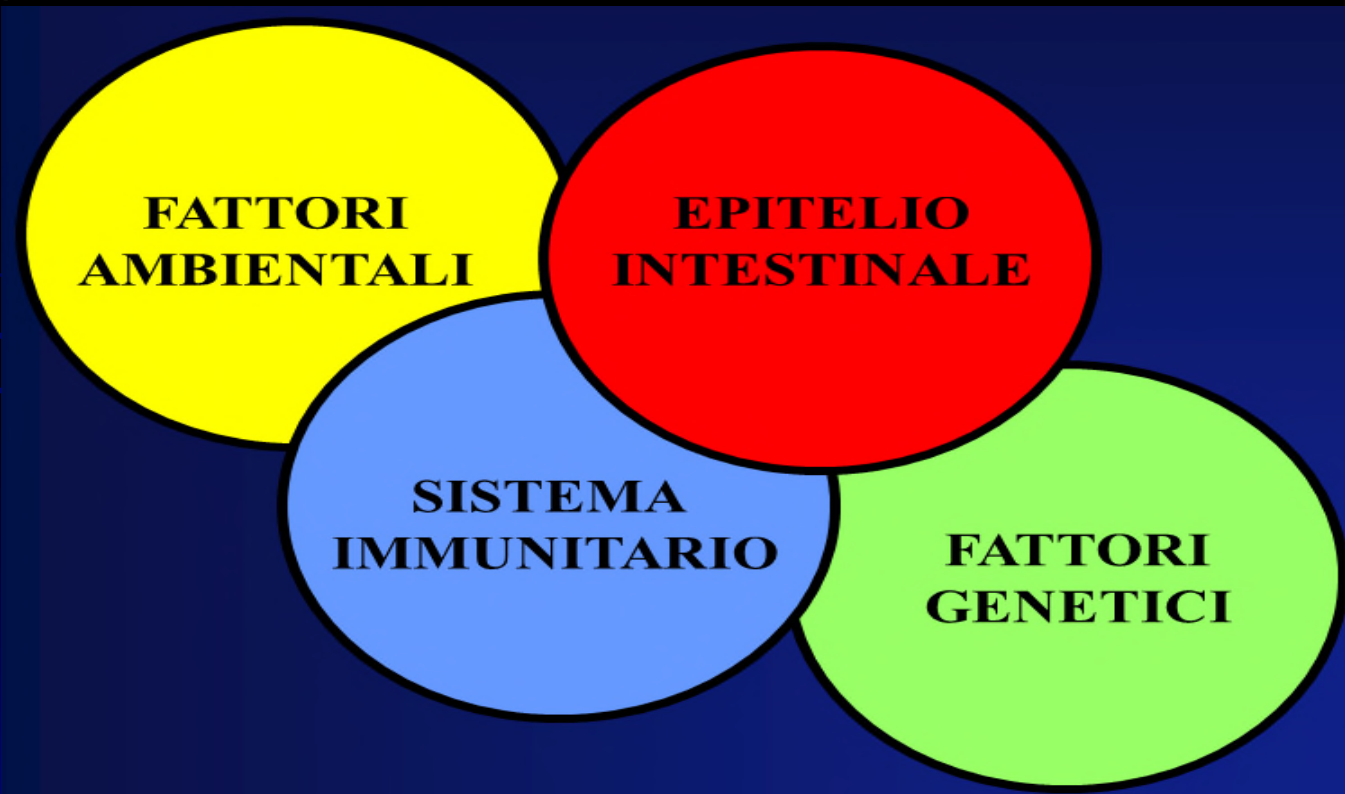 FATTORI
AMBIENTALI
EPITELIO
INTESTINALE
SISTEMA
IMMUNITARIO
FATTORI
GENETICI